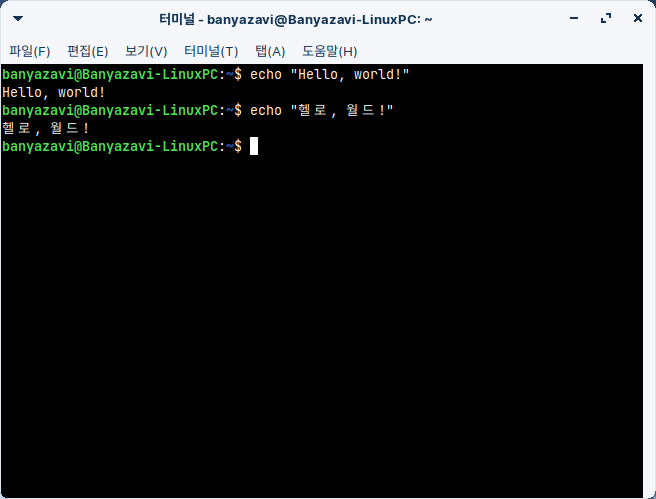 터미널 - banyazavi@Banyazavi-LinuxPC: ~
파일(F) 편집(E) 보기(V) 터미널(T) 탭(A) 도움말(H)
banyazavi@Banyazavi-LinuxPC:~$ echo "Hello, world!"
Hello, world!
banyazavi@Banyazavi-LinuxPC:~$ echo "헬로, 월드!"
헬로, 월드!
banyazavi@Banyazavi-LinuxPC:~$